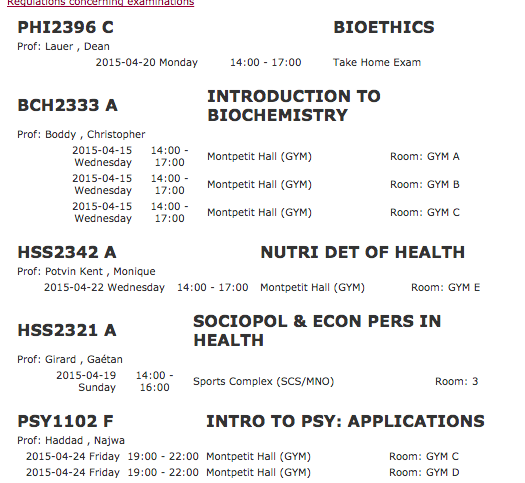 Regulations concerning examinations
PHI2396 C BIOETHICS
Prof: Lauer , Dean
2015-04-20 Monday 14:00 - 17:00 Take Home Exam
BCH2333 A INTRODUCTION TO BIOCHEMISTRY
Prof: Boddy , Christopher
2015-04-15 Wednesday 14:00 - 17:00 Montpetit Hall (GYM) Room: GYM A
2015-04-15 Wednesday 14:00 - 17:00 Montpetit Hall (GYM) Room: GYM B
2015-04-15 Wednesday 14:00 - 17:00 Montpetit Hall (GYM) Room: GYM C
HSS2342 A NUTRI DET OF HEALTH
Prof: Potvin Kent , Monique
2015-04-22 Wednesday 14:00 - 17:00 Montpetit Hall (GYM) Room: GYM E
HSS2321 A SOCIOPOL & ECON PERS IN HEALTH
Prof: Girard , Gaétan
2015-04-19 Sunday 14:00 - 16:00 Sports Complex (SCS/MNO) Room: 3
PSY1102 F INTRO TO PSY: APPLICATIONS
Prof: Haddad , Najwa
2015-04-24 Friday 19:00 - 22:00 Montpetit Hall (GYM) Room: GYM C
2015-04-24 Friday 19:00 - 22:00 Montpetit Hall (GYM) Room: GYM D